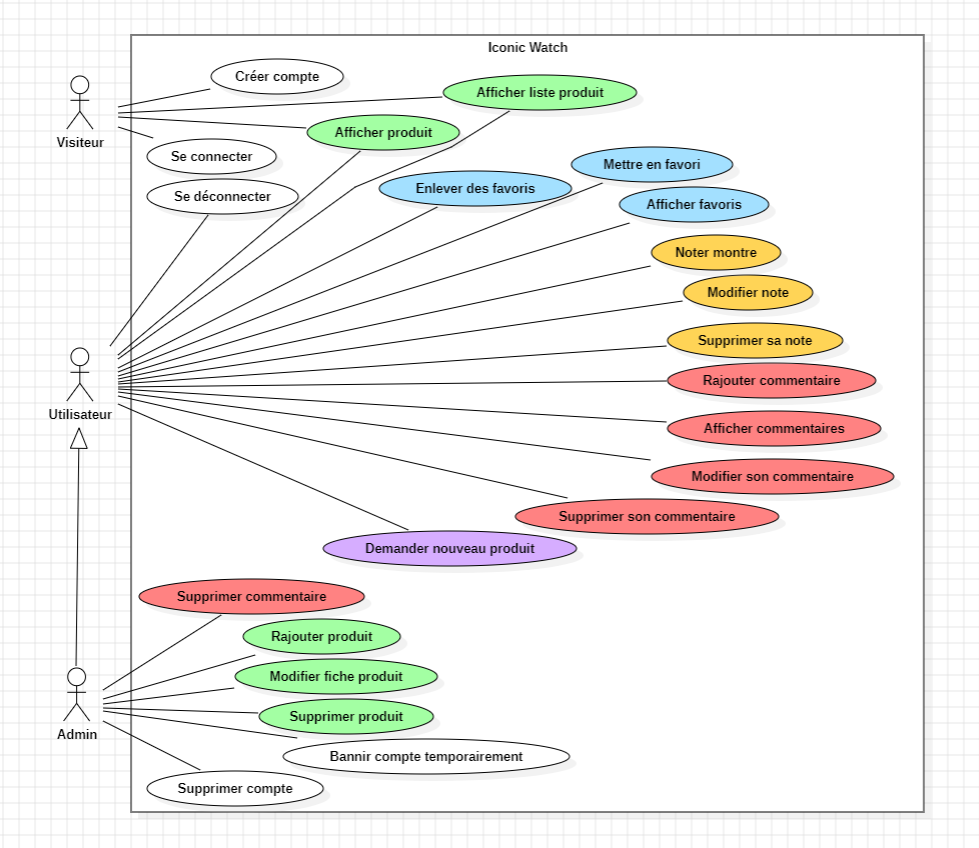 Iconic Watch
Créer compte
Afficher liste produit
Afficher produit
Visiteur
Se connecter
Mettre en favori
Enlever des favoris
Se déconnecter
Afficher favoris
Noter montre
Modifier note
Supprimer sa note
Rajouter commentaire
Utilisateur
Afficher commentaires
Modifier son commentaire
Supprimer son commentaire
Demander nouveau produit
Supprimer commentaire
Rajouter produit
Modifier fiche produit
Supprimer produit
Admin
Bannir compte temporairement
Supprimer compte